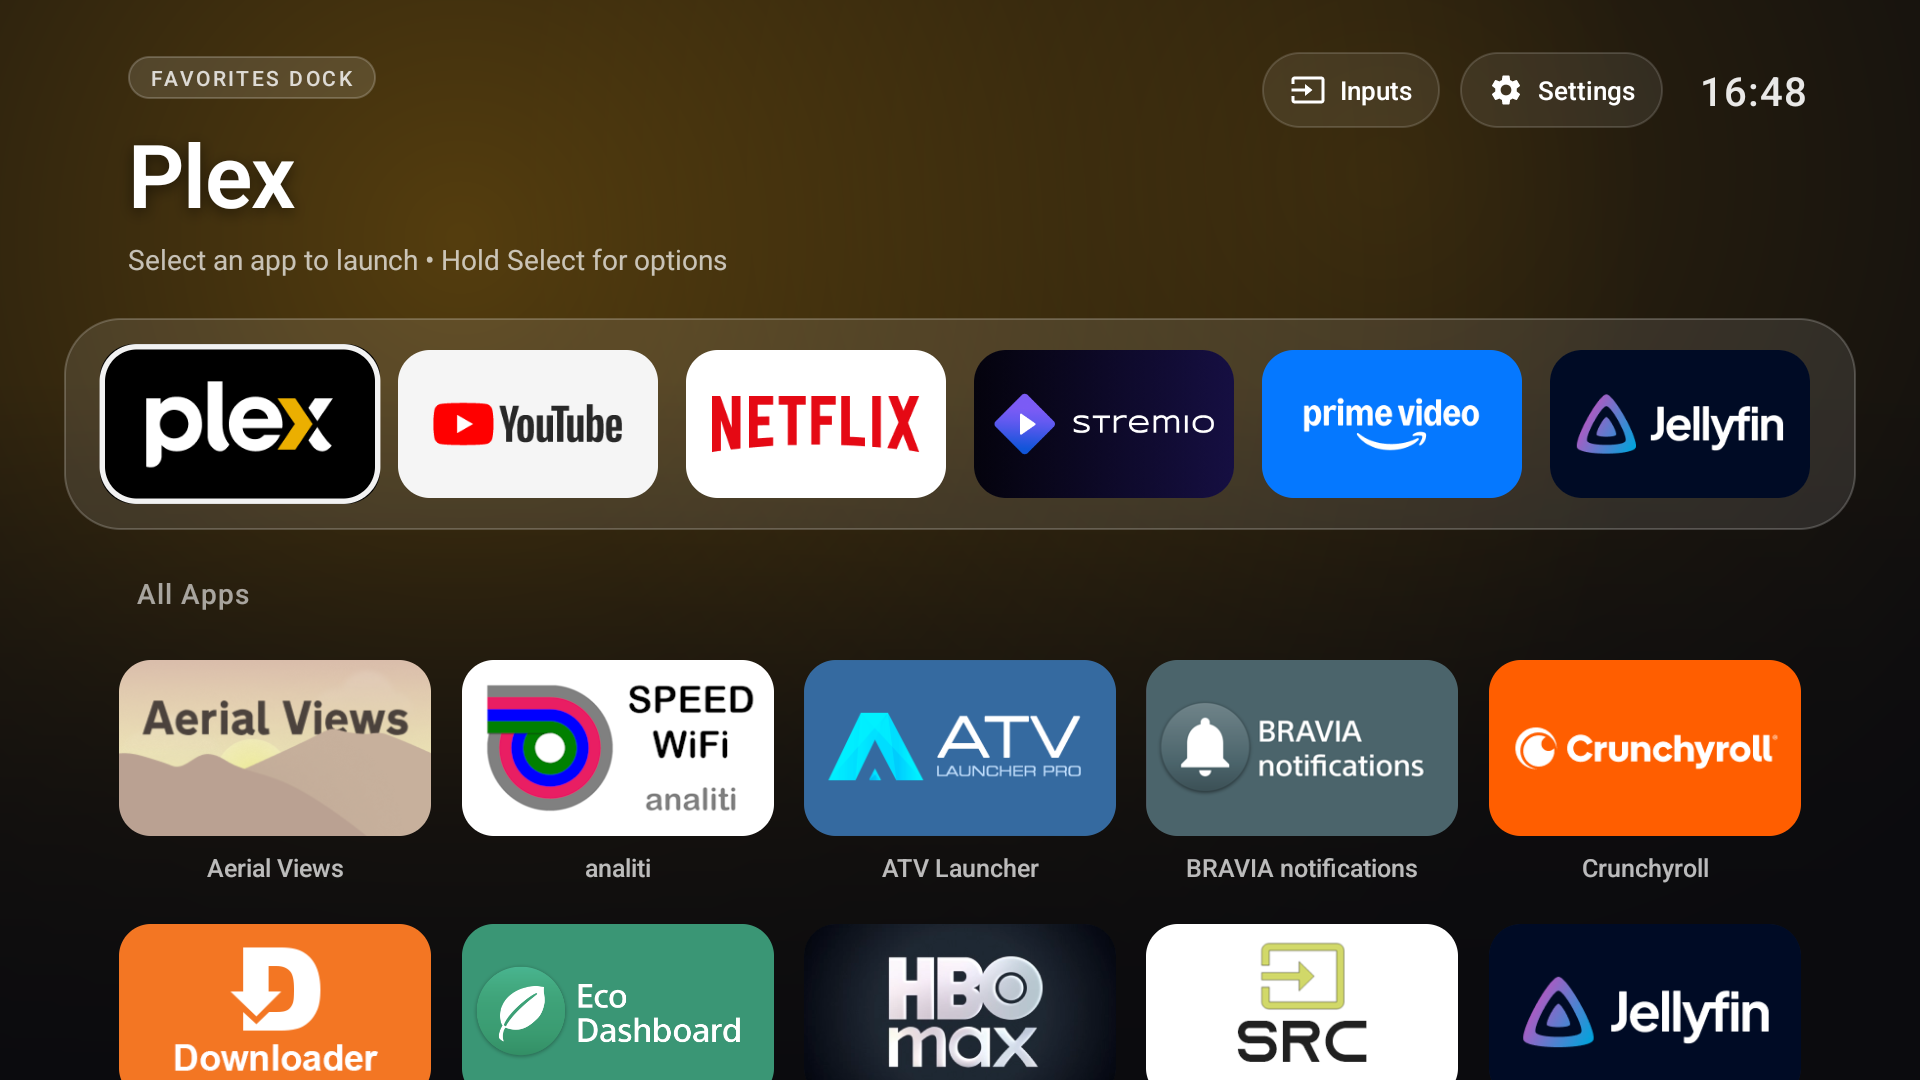 FAVORITES DOCK
Inputs
Settings
16:48
Plex
Select an app to launch • Hold Select for options
plex
YouTube
NETFLIX
stremio
prime video
Jellyfin
All Apps
Aerial Views
SPEED
WiFi
analiti
ATV
LAUNCHER PRO
BRAVIA
notifications
Crunchyroll
Aerial Views
analiti
ATV Launcher
BRAVIA notifications
Crunchyroll
D
Downloader
Eco
Dashboard
HBO
max
SRC
Jellyfin